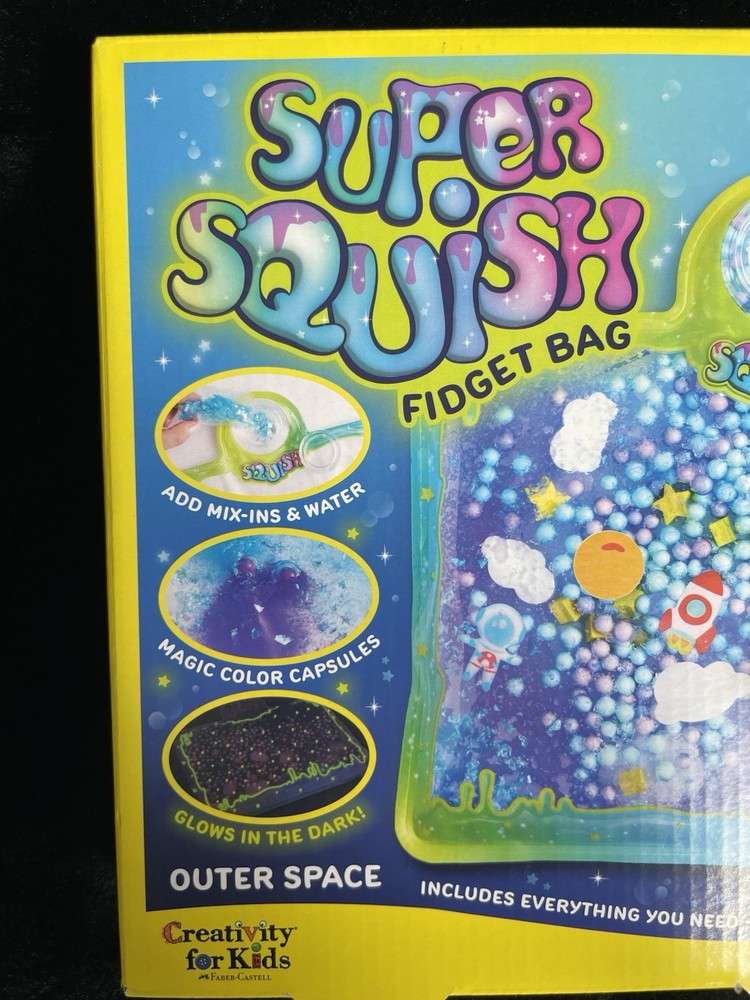 SUPER
SQUISH
FIDGET BAG
SQUISH
ADD MIX-INS & WATER
MAGIC COLOR CAPSULES
GLOWS IN THE DARK!
OUTER SPACE
INCLUDES EVERYTHING YOU NEED
Creativity
for Kids
FABER-CASTELL